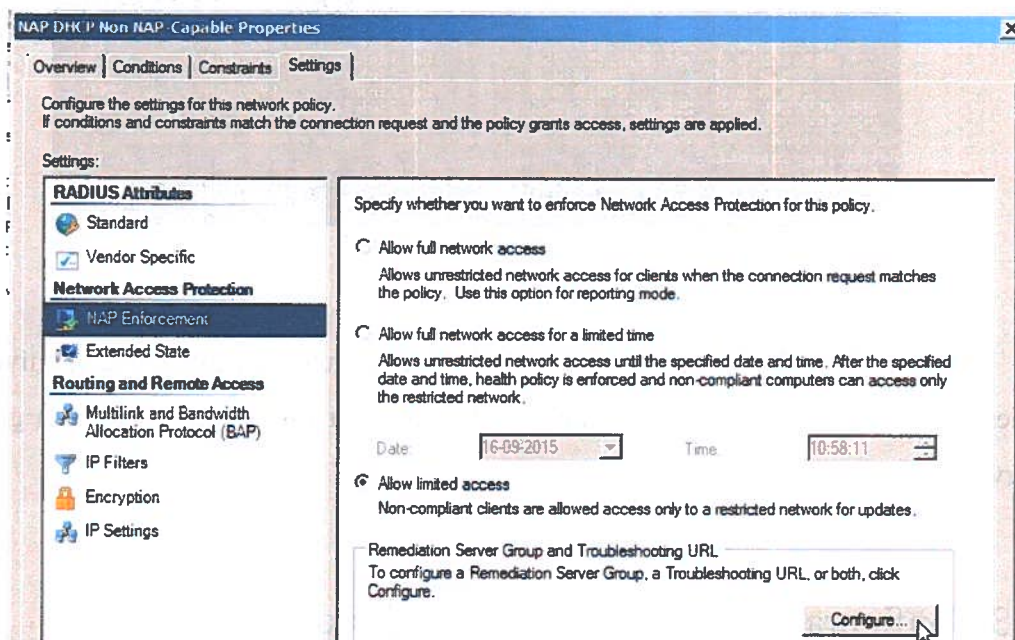 NAP DHCP Non NAP-Capable Properties
Overview
Conditions
Constraints
Settings
Configure the settings for this network policy.
If conditions and constraints match the connection request and the policy grants access, settings are applied.
Settings:
RADIUS Attributes
Standard
Vendor Specific
Network Access Protection
NAP Enforcement
Extended State
Routing and Remote Access
Multilink and Bandwidth
Allocation Protocol (BAP)
IP Filters
Encryption
IP Settings
Specify whether you want to enforce Network Access Protection for this policy.
Allow full network access
Allows unrestricted network access for clients when the connection request matches
the policy. Use this option for reporting mode.
Allow full network access for a limited time
Allows unrestricted network access until the specified date and time. After the specified
date and time, health policy is enforced and non-compliant computers can access only
the restricted network.
Date: 16-09-2015 Time 10:58:11
Allow limited access
Non-compliant clients are allowed access only to a restricted network for updates.
Remediation Server Group and Troubleshooting URL
To configure a Remediation Server Group, a Troubleshooting URL, or both, click
Configure.
Configure...